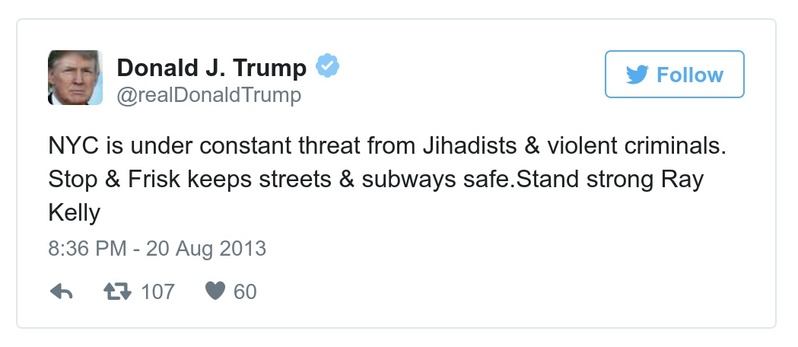 Donald J. Trump
@realDonaldTrump
Follow
NYC is under constant threat from Jihadists & violent criminals.
Stop & Frisk keeps streets & subways safe.Stand strong Ray
Kelly
8:36 PM - 20 Aug 2013
107 60